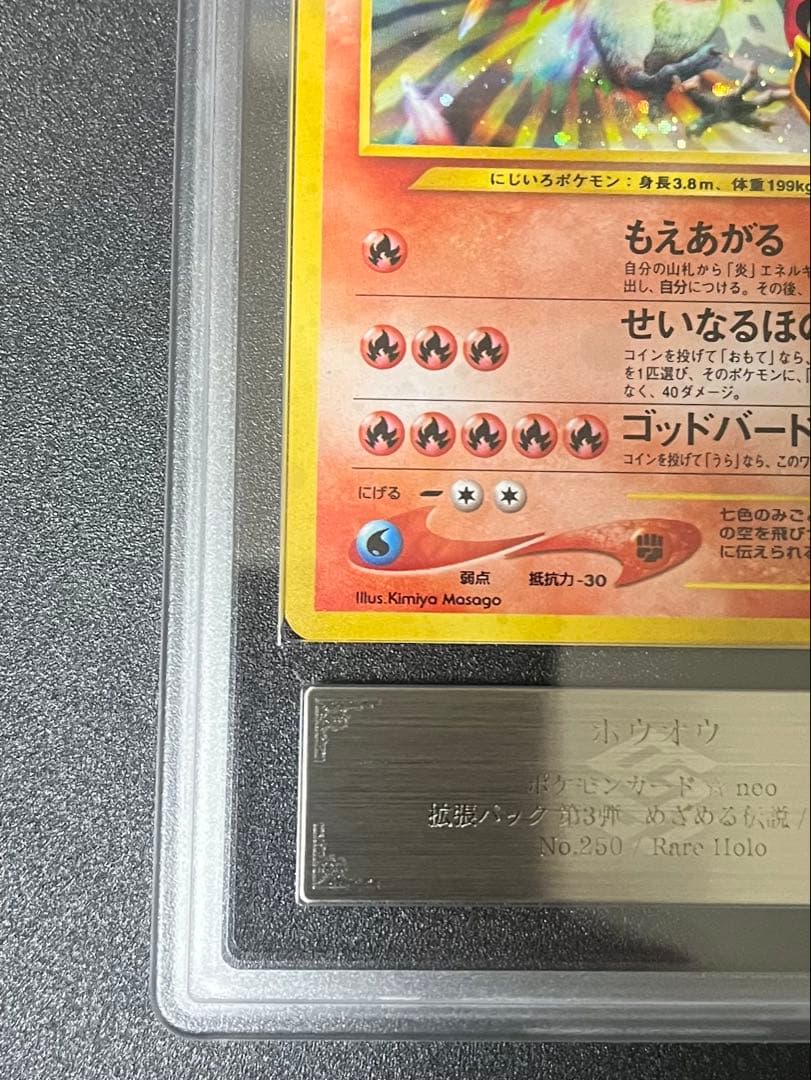 にじいろポケモン：身長3.8m、体重199kg
もえあがる
自分の山札から「炎」エネルギ
出し、自分につける。その後、
せいなるほの
コインを投げて「おもて」なら、
を1匹選び、そのポケモンに、
なく、40ダメージ。
ゴッドバード
コインを投げて「うら」なら、このワ
にげる
七色のみご
の空を飛び
に伝えられ
弱点 抵抗力-30
Illus.Kimiya Masago
ホウオウ
ポケモンカード ☆ neo
拡張パック 第3弾 めざめる伝説 /
No.250 / Rare Holo